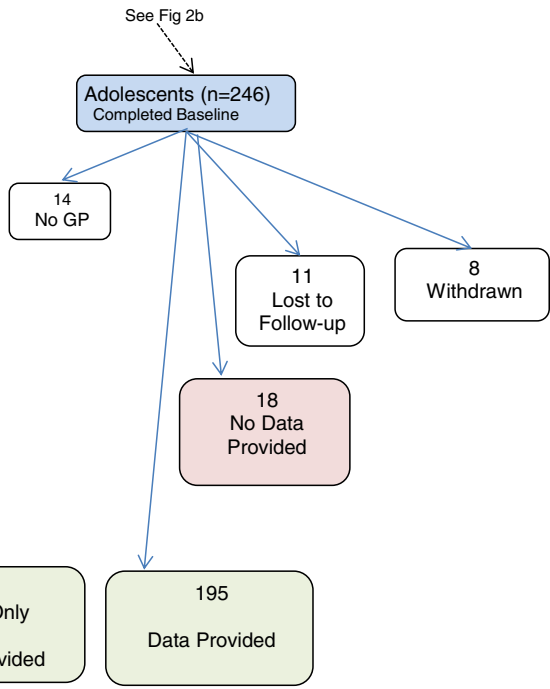 See Fig 2b
Adolescents (n=246)
Completed Baseline
14
No GP
11
Lost to
Follow-up
8
Withdrawn
18
No Data
Provided
195
Data Provided